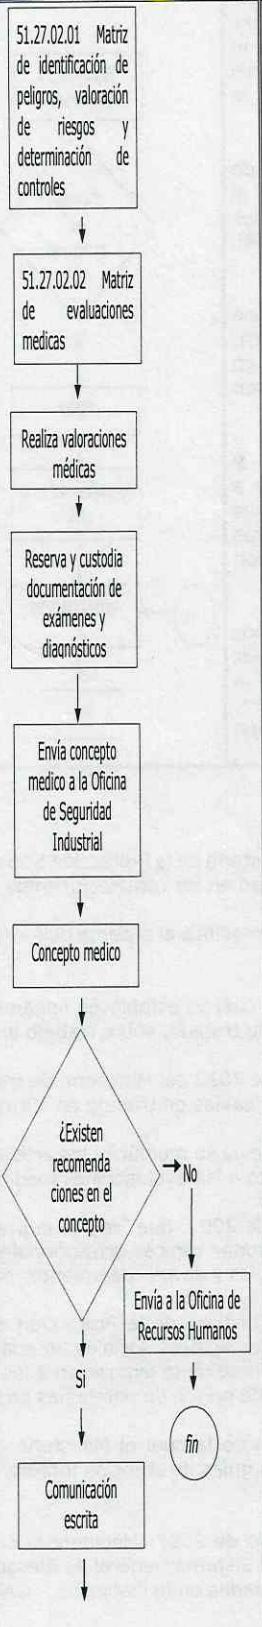 51.27.02.01 Matriz
de identificación de
peligros, valoración
de riesgos y
determinación de
controles
51.27.02.02 Matriz
de evaluaciones
medicas
Realiza valoraciones
médicas
Reserva y custodia
documentación de
exámenes y
diagnósticos
Envía concepto
medico a la Oficina
de Seguridad
Industrial
Concepto medico
¿Existen
recomenda
ciones en el
concepto
No
Envía a la Oficina de
Recursos Humanos
fin
Si
Comunicación
escrita